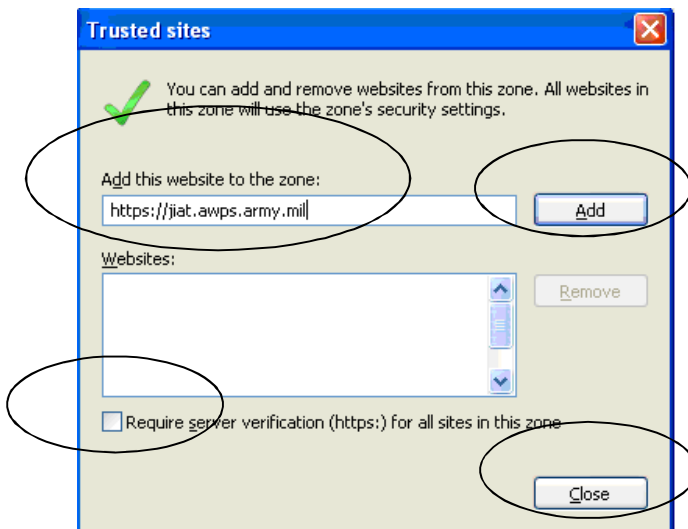 Trusted sites
You can add and remove websites from this zone. All websites in
this zone will use the zone's security settings.
Add this website to the zone:
https://jiat.awps.army.mil
Add
Websites:
Remove
Require server verification (https:) for all sites in this zone
Close